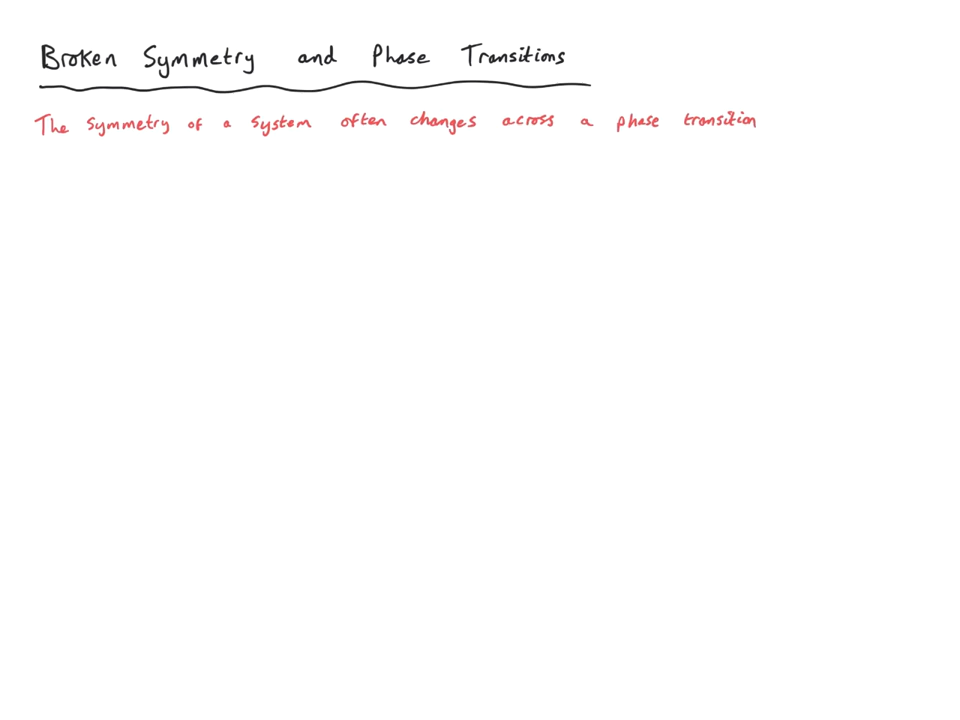 Broken Symmetry and Phase Transitions
The symmetry of a system often changes across a phase transition